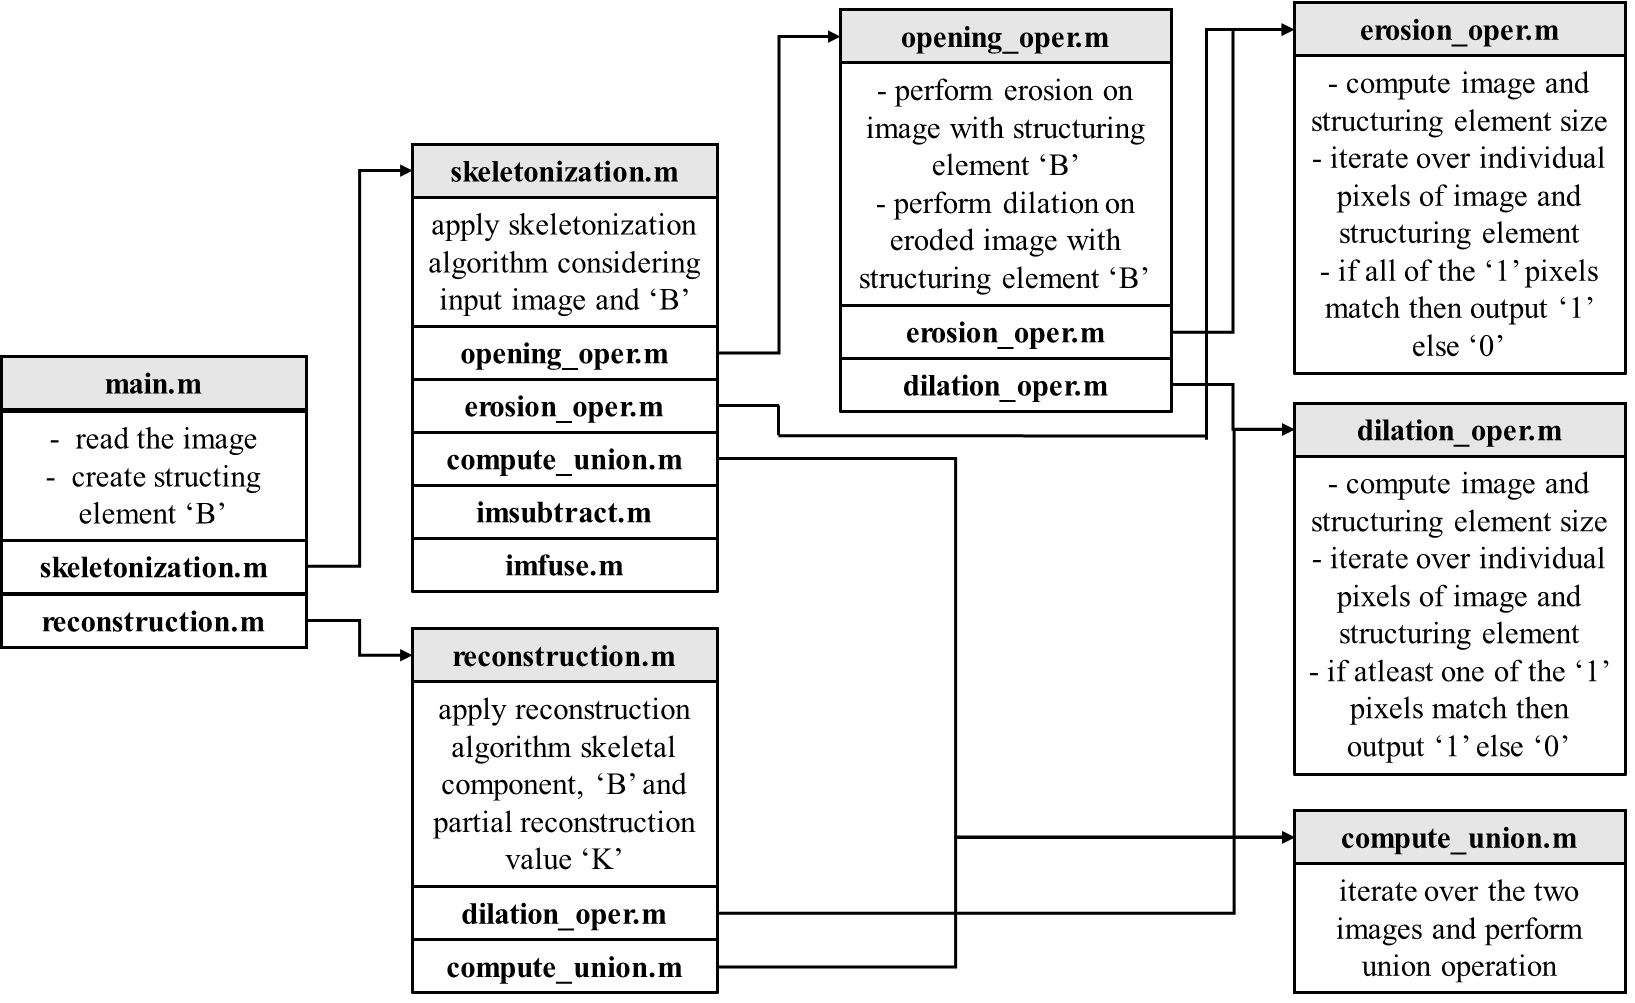 main.m
- read the image
- create structing
element ‘B’
skeletonization.m
reconstruction.m
skeletonization.m
apply skeletonization
algorithm considering
input image and ‘B’
opening_oper.m
erosion_oper.m
compute_union.m
imsubtract.m
imfuse.m
reconstruction.m
apply reconstruction
algorithm skeletal
component, ‘B’ and
partial reconstruction
value ‘K’
dilation_oper.m
compute_union.m
opening_oper.m
- perform erosion on
image with structuring
element ‘B’
- perform dilation on
eroded image with
structuring element ‘B’
erosion_oper.m
dilation_oper.m
erosion_oper.m
- compute image and
structuring element size
- iterate over individual
pixels of image and
structuring element
- if all of the ‘1’ pixels
match then output ‘1’
else ‘0’
dilation_oper.m
- compute image and
structuring element size
- iterate over individual
pixels of image and
structuring element
- if atleast one of the ‘1’
pixels match then
output ‘1’ else ‘0’
compute_union.m
iterate over the two
images and perform
union operation